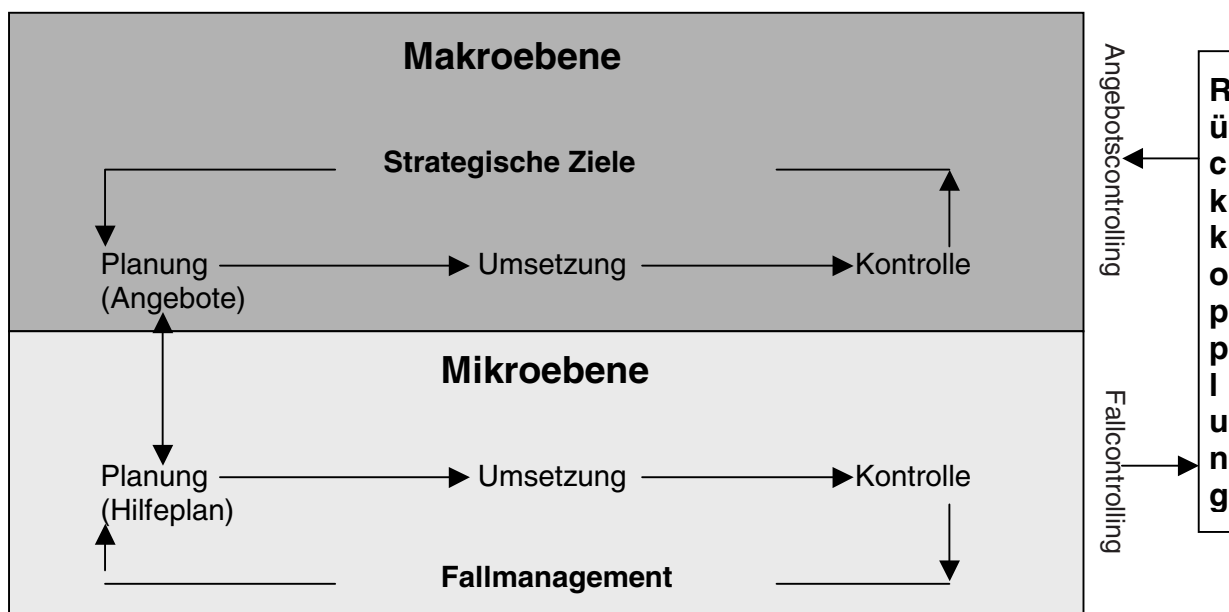 Makroebene
Strategische Ziele
Planung
(Angebote)
Umsetzung
Kontrolle
Mikroebene
Planung
(Hilfeplan)
Umsetzung
Kontrolle
Fallmanagement
Angebotscontrolling
Fallcontrolling
Rückkopplung